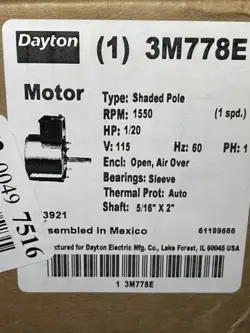 Dayton (1) 3M778E
Motor
Type: Shaded Pole
RPM: 1550 (1 spd.)
HP: 1/20
V: 115 Hz: 60 PH: 1
Encl: Open, Air Over
Bearings: Sleeve
Thermal Prot: Auto
Shaft: 5/16" X 2"
3921
ssembled in Mexico 61199666
ctured for Dayton Electric Mfg. Co., Lake Forest, IL 60045 USA
1 3M778E
0049 7516